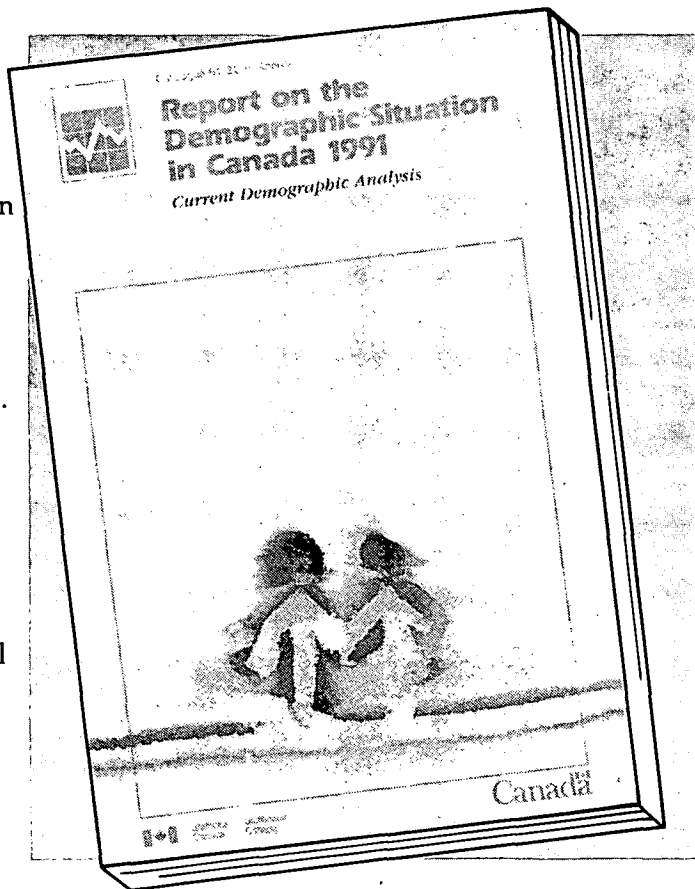 Report on the
Demographic Situation
in Canada 1991
Current Demographic Analysis
n
.
l
Canada